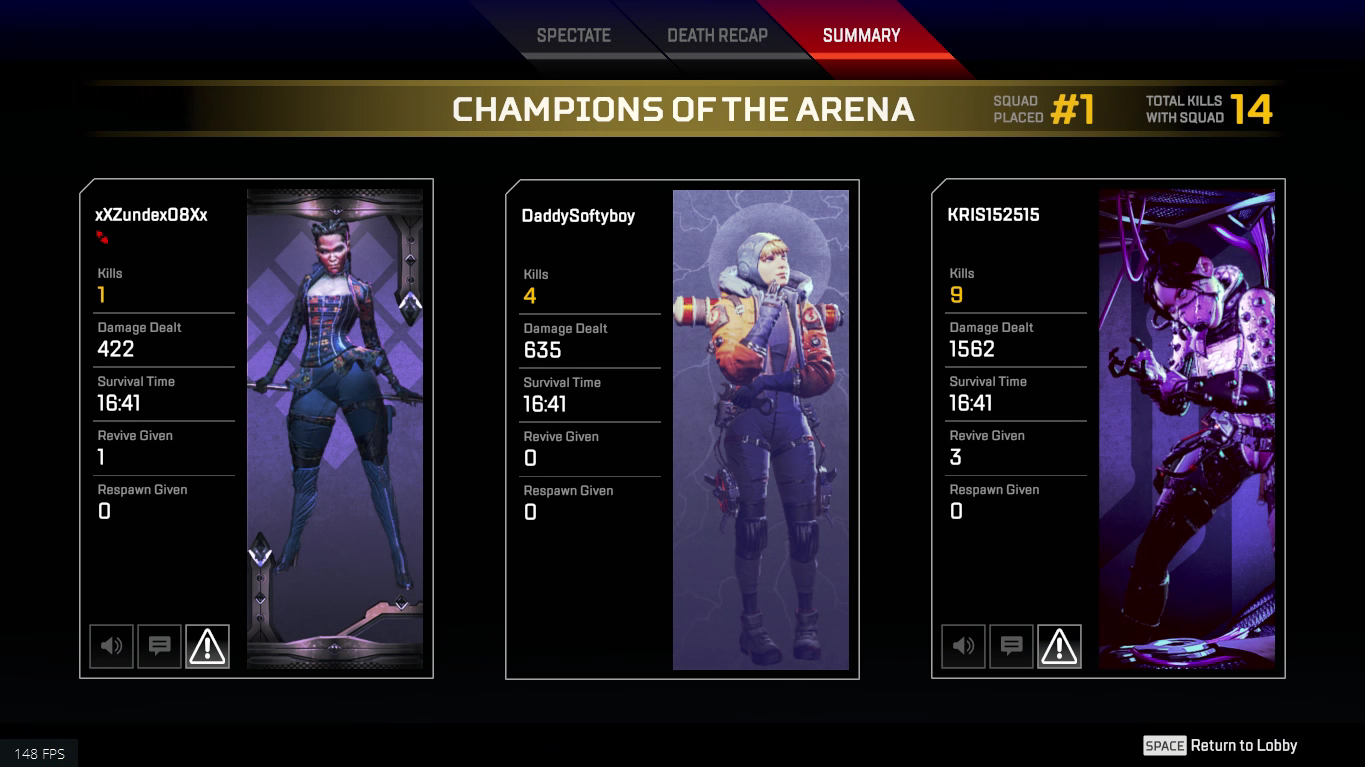 SPECTATE
DEATH RECAP
SUMMARY
CHAMPIONS OF THE ARENA
SQUAD
PLACED
#1
TOTAL KILLS
WITH SQUAD
14
xXZundexO8Xx
Kills
1
Damage Dealt
422
Survival Time
16:41
Revive Given
1
Respawn Given
0
DaddySoftyboy
Kills
4
Damage Dealt
635
Survival Time
16:41
Revive Given
0
Respawn Given
0
KRIS152515
Kills
9
Damage Dealt
1562
Survival Time
16:41
Revive Given
3
Respawn Given
0
148 FPS
SPACE Return to Lobby